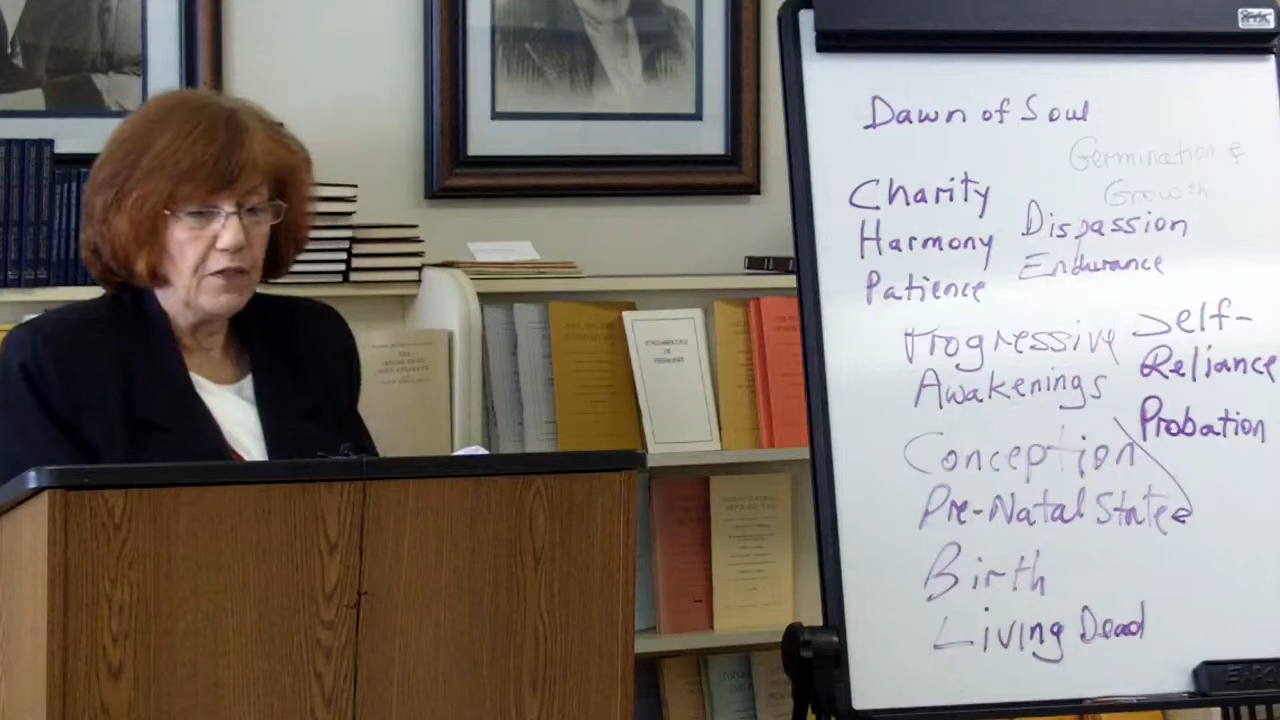 Dawn of Soul
Germination &
Growth
Charity
Harmony
Patience
Dispassion
Endurance
Progressive
Awakenings
Self-
Reliance
Probation
Conception
Pre-Natal State
Birth
Living Dead